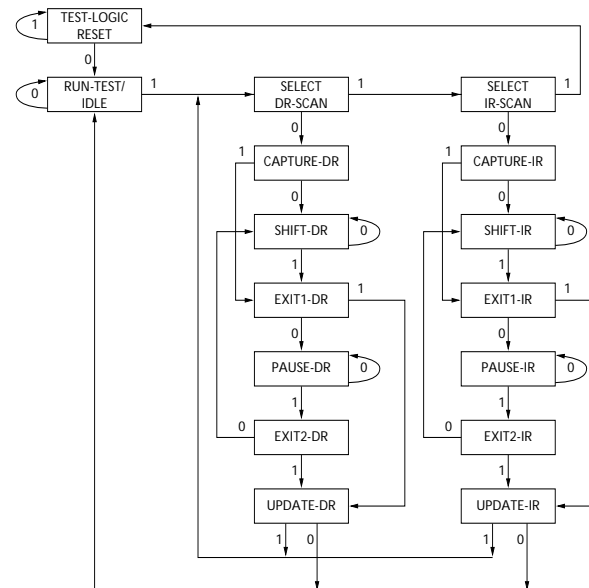 TEST-LOGIC
RESET
1
0
RUN-TEST/
IDLE
0
1
SELECT
DR-SCAN
1
SELECT
IR-SCAN
1
0
0
1
CAPTURE-DR
1
CAPTURE-IR
0
0
SHIFT-DR
0
SHIFT-IR
0
1
1
EXIT1-DR
1
EXIT1-IR
1
0
0
PAUSE-DR
0
PAUSE-IR
0
1
1
0
EXIT2-DR
0
EXIT2-IR
1
1
UPDATE-DR
UPDATE-IR
1
0
1
0